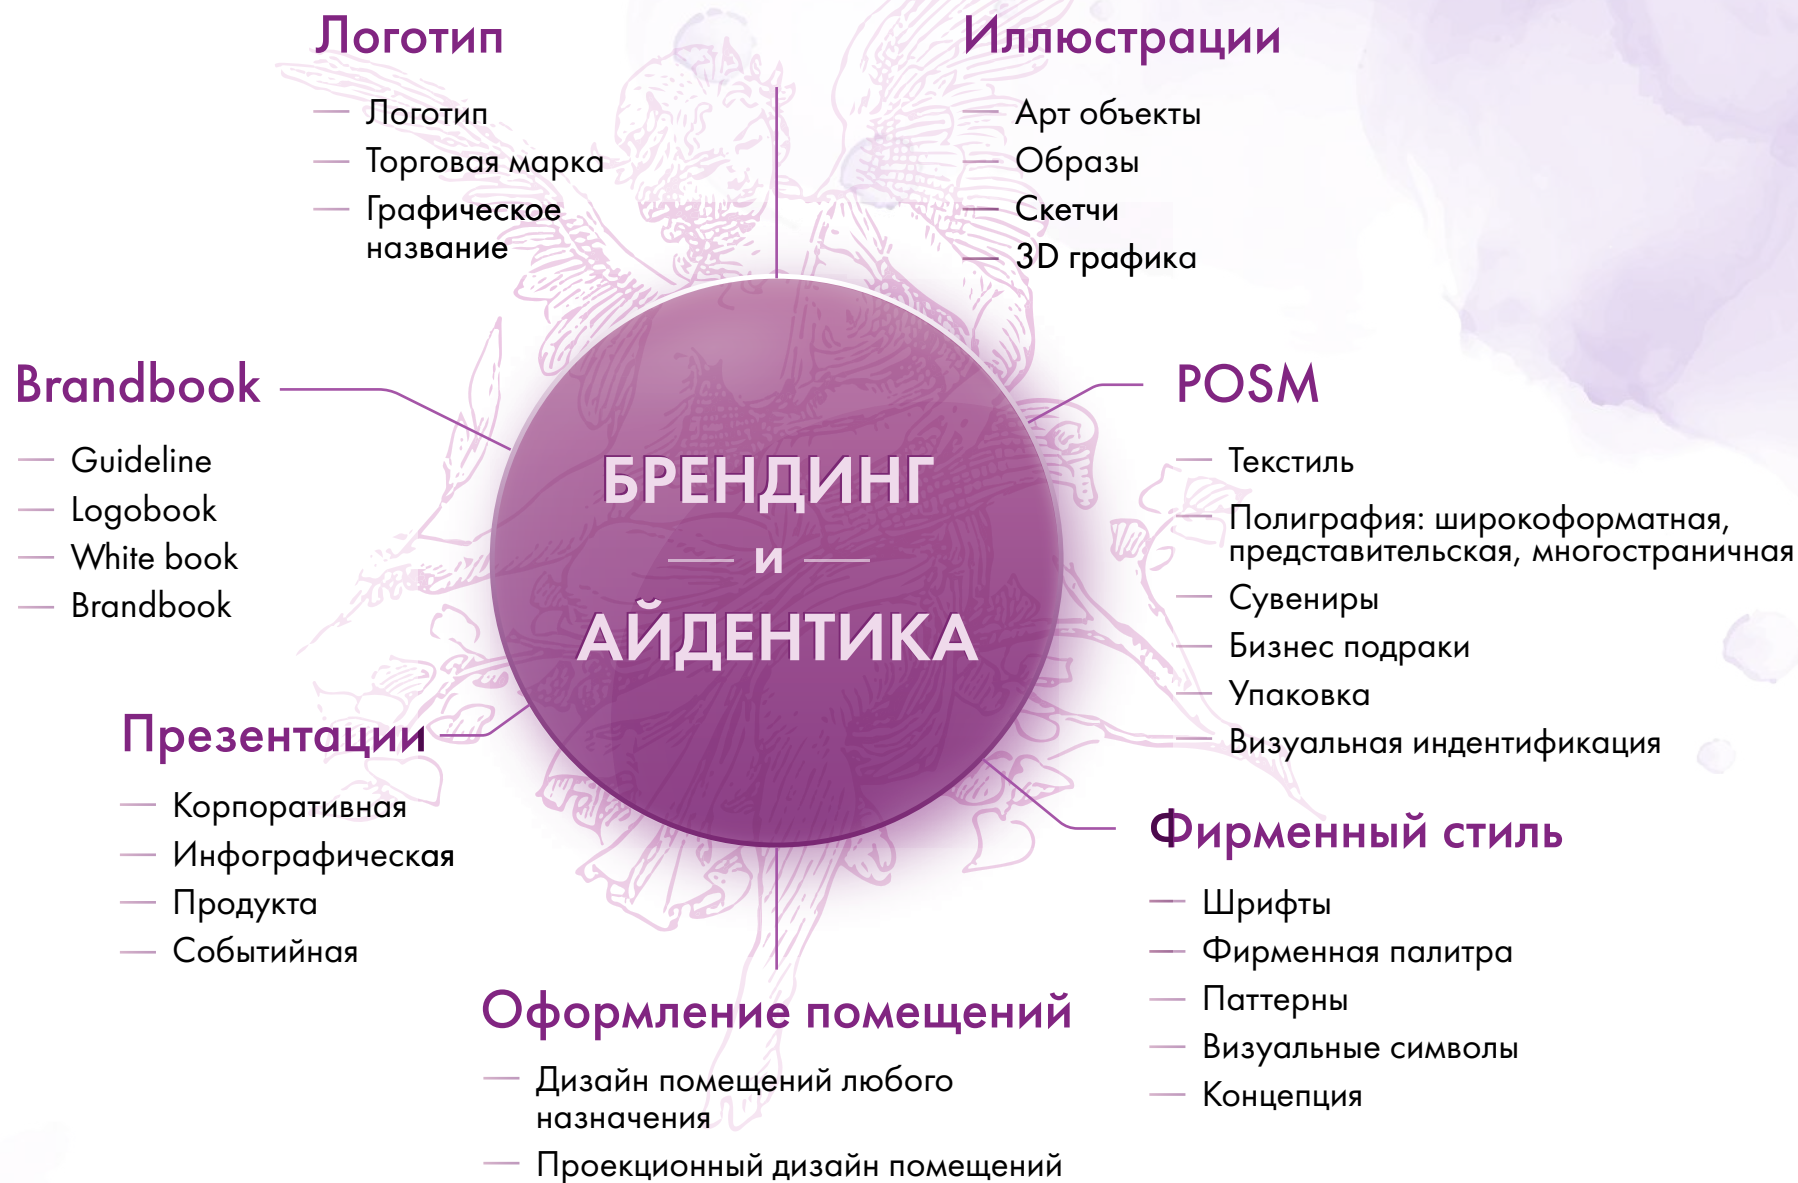 Логотип
— Логотип
— Торговая марка
— Графическое
название
Иллюстрации
— Арт объекты
— Образы
— Скетчи
— 3D графика
Brandbook
— Guideline
— Logobook
— White book
— Brandbook
БРЕНДИНГ
— и —
АЙДЕНТИКА
POSM
— Текстиль
— Полиграфия: широкоформатная,
представительская, многостраничная
— Сувениры
— Бизнес подраки
— Упаковка
— Визуальная индентификация
Презентации
— Корпоративная
— Инфографическая
— Продукта
— Событийная
Фирменный стиль
— Шрифты
— Фирменная палитра
— Паттерны
— Визуальные символы
— Концепция
Оформление помещений
— Дизайн помещений любого
назначения
— Проекционный дизайн помещений